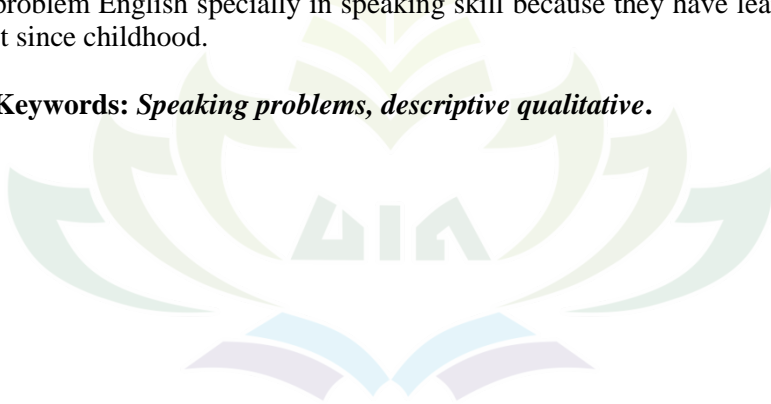 problem English specially in speaking skill because they have lea
t since childhood.
Keywords: Speaking problems, descriptive qualitative.